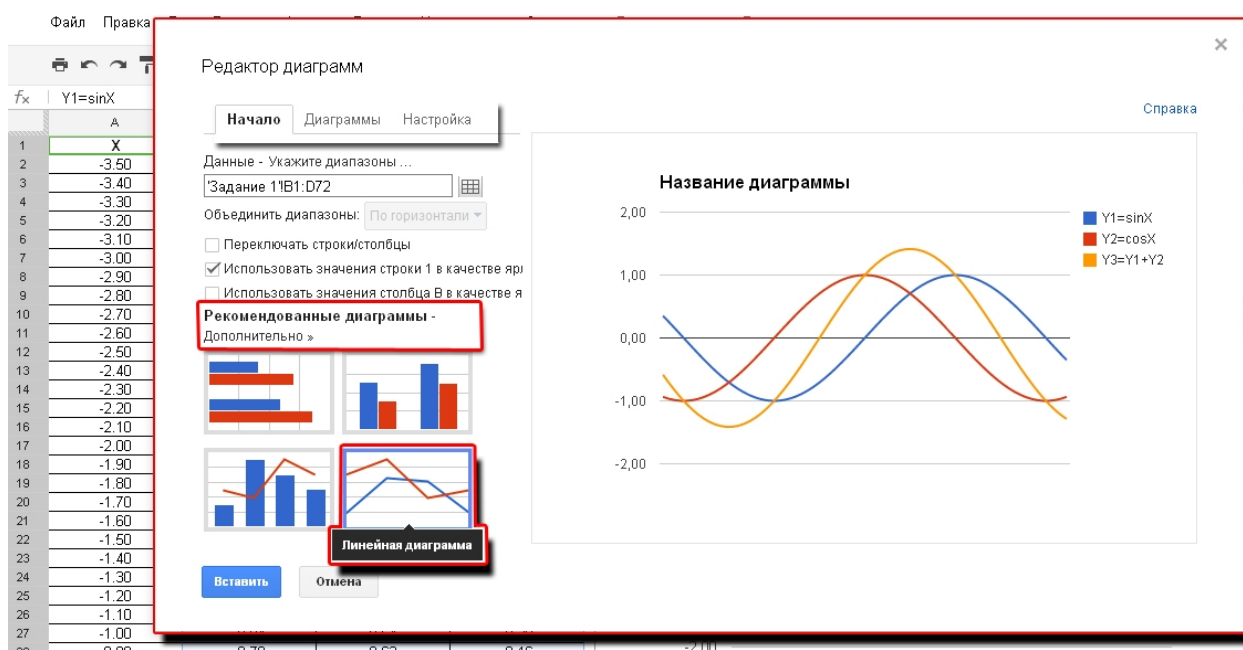 Файл Правка
Редактор диаграмм
×
fx Y1=sinX
Справка
Начало Диаграммы Настройка
A
1 X
2 -3.50
3 -3.40
4 -3.30
5 -3.20
6 -3.10
7 -3.00
8 -2.90
9 -2.80
10 -2.70
11 -2.60
12 -2.50
13 -2.40
14 -2.30
15 -2.20
16 -2.10
17 -2.00
18 -1.90
19 -1.80
20 -1.70
21 -1.60
22 -1.50
23 -1.40
24 -1.30
25 -1.20
26 -1.10
27 -1.00
Данные - Укажите диапазоны ...
'Задание 1'!B1:D72
Объединить диапазоны: По горизонтали
Переключать строки/столбцы
Использовать значения строки 1 в качестве ярл
Использовать значения столбца B в качестве я
Рекомендованные диаграммы -
Дополнительно »
Линейная диаграмма
Вставить Отмена
Название диаграммы
2,00
1,00
0,00
-1,00
-2,00
Y1=sinX
Y2=cosX
Y3=Y1+Y2
-2,00